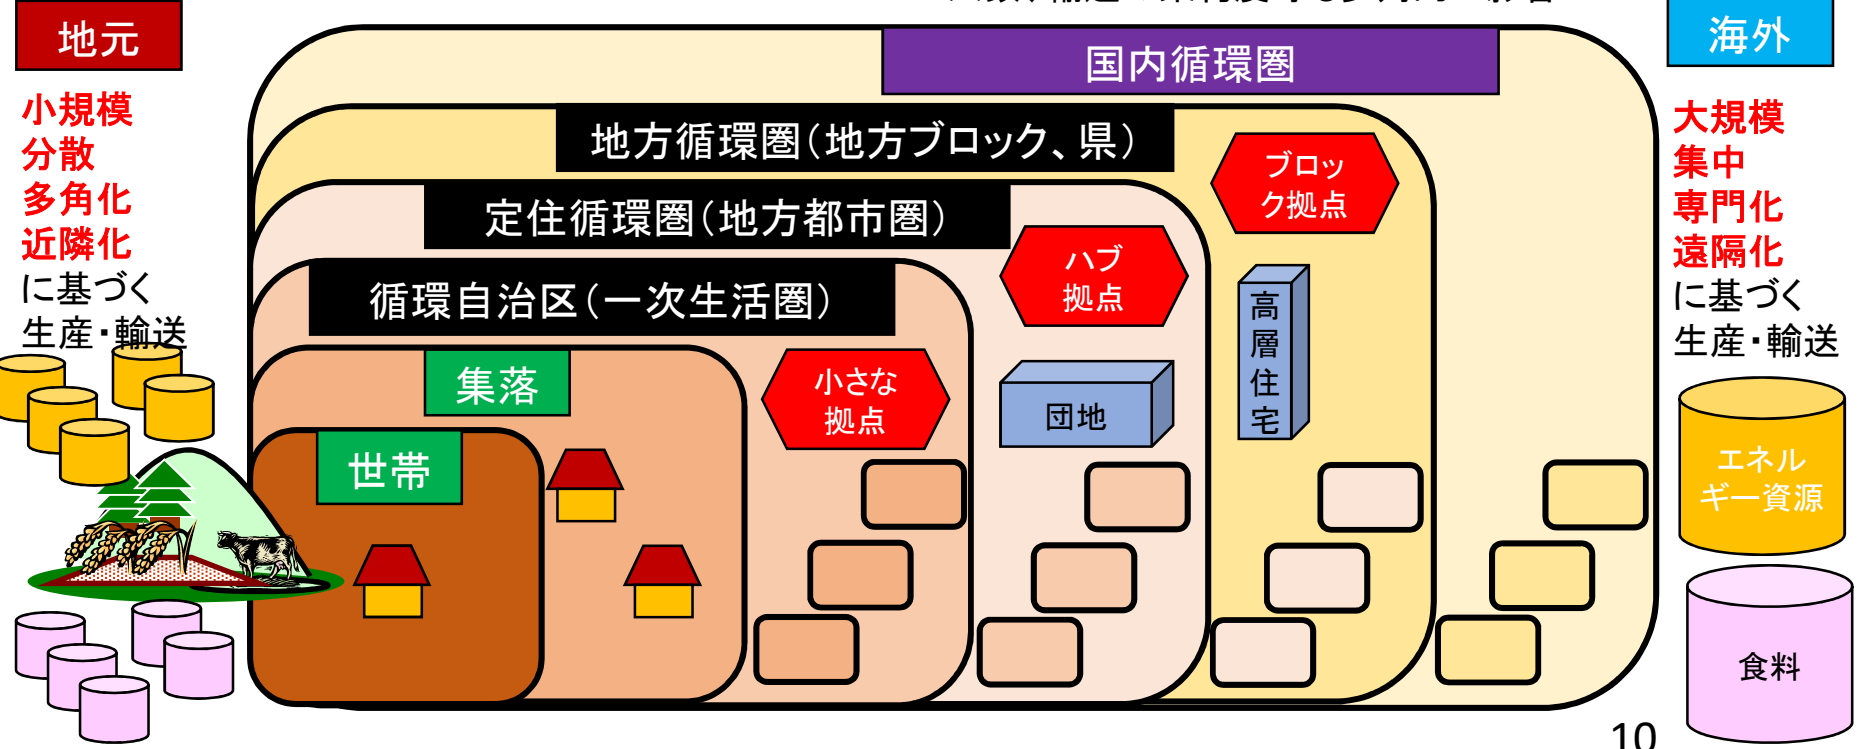 地元
小規模
分散
多角化
近隣化
に基づく
生産・輸送
国内循環圏
地方循環圏(地方ブロック、県)
定住循環圏(地方都市圏)
循環自治区(一次生活圏)
集落
世帯
ブロッ
ク拠点
ハブ
拠点
小さな
拠点
団地
高
層
住
宅
海外
大規模
集中
専門化
遠隔化
に基づく
生産・輸送
エネル
ギー資源
食料
10